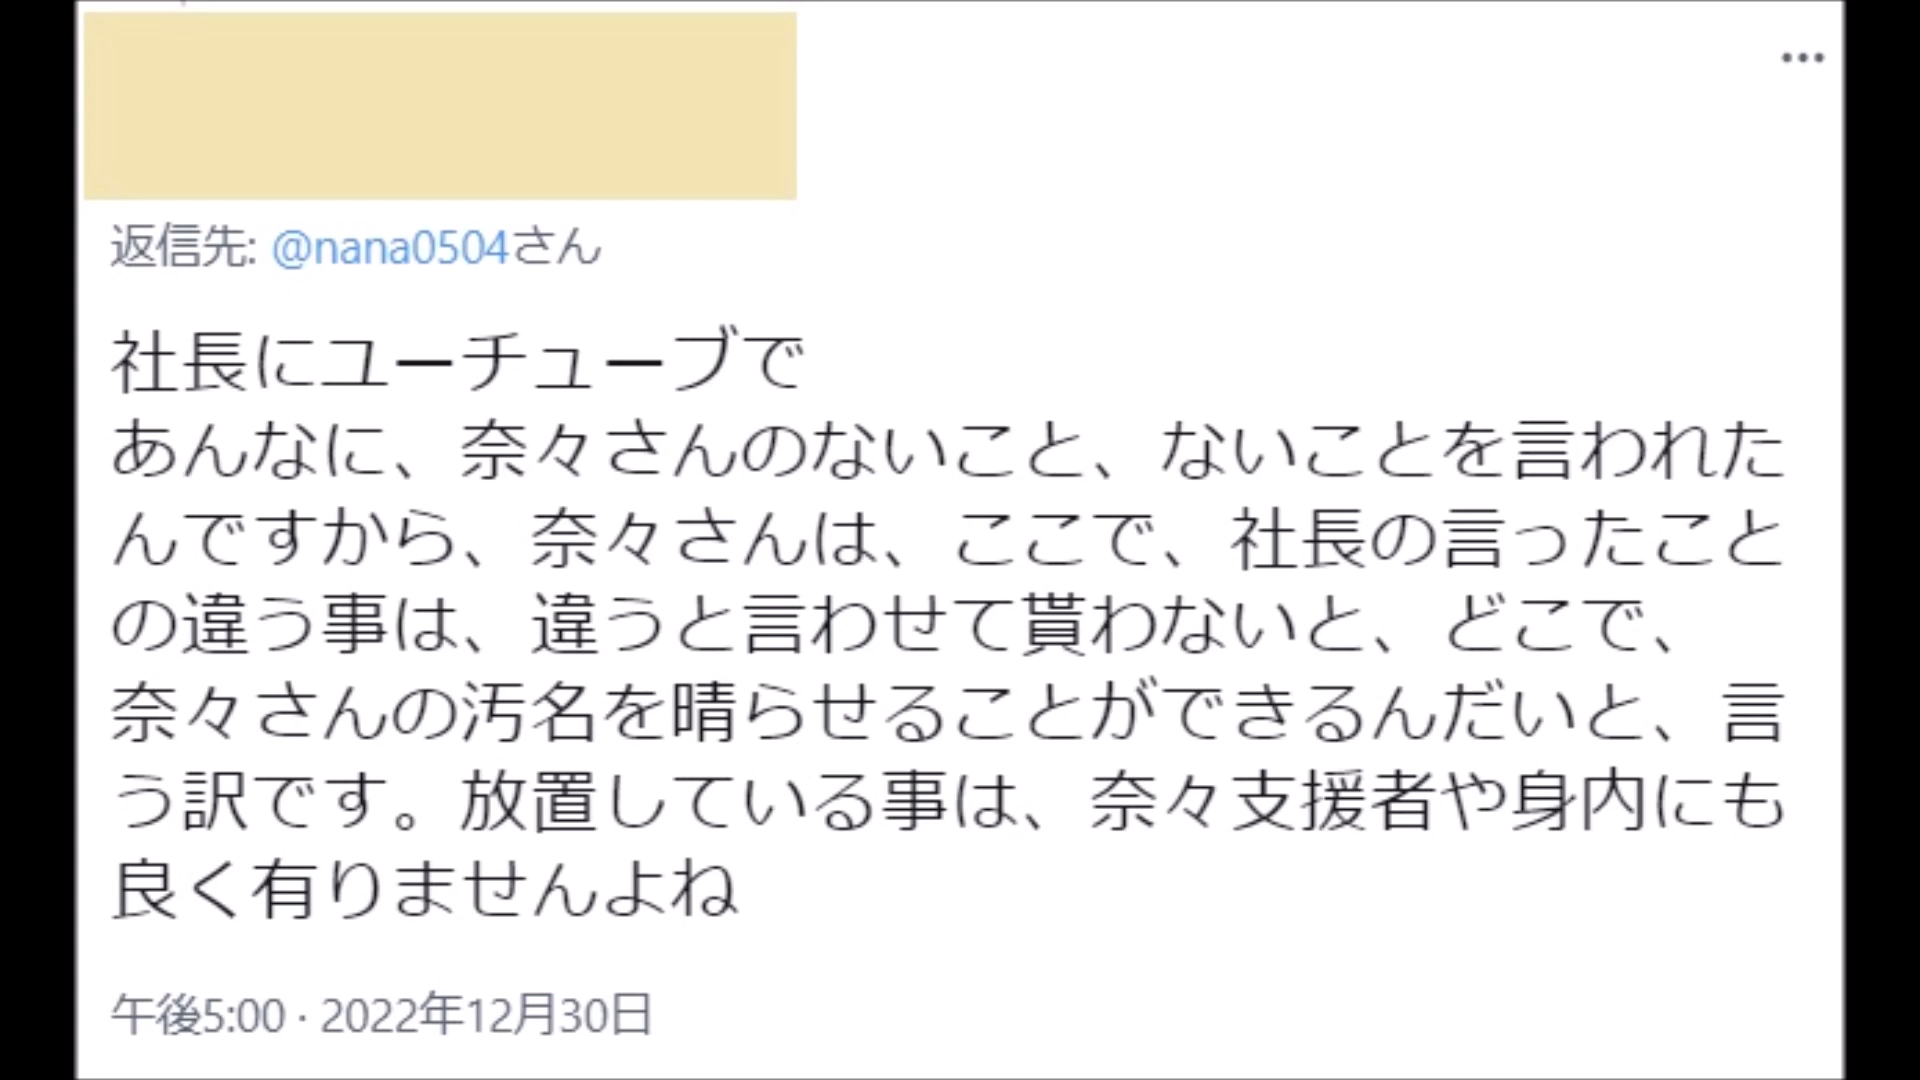 返信先: @nana0504さん
社長にユーチューブで
あんなに、奈々さんのないこと、ないことを言われた
んですから、奈々さんは、ここで、社長の言ったこと
の違う事は、違うと言わせて貰わないと、どこで、
奈々さんの汚名を晴らせることができるんだいと、言
う訳です。放置している事は、奈々支援者や身内にも
良く有りませんよね
午後5:00 · 2022年12月30日